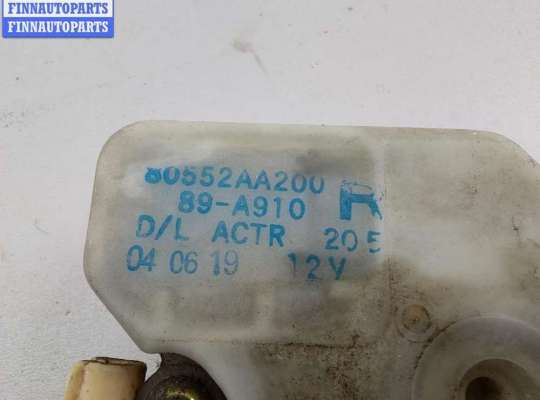 FINNAUTOPARTS
FINNAUTOPARTS
80552AA200
89-A910 R
D/L ACTR 205
04 06 19 12V